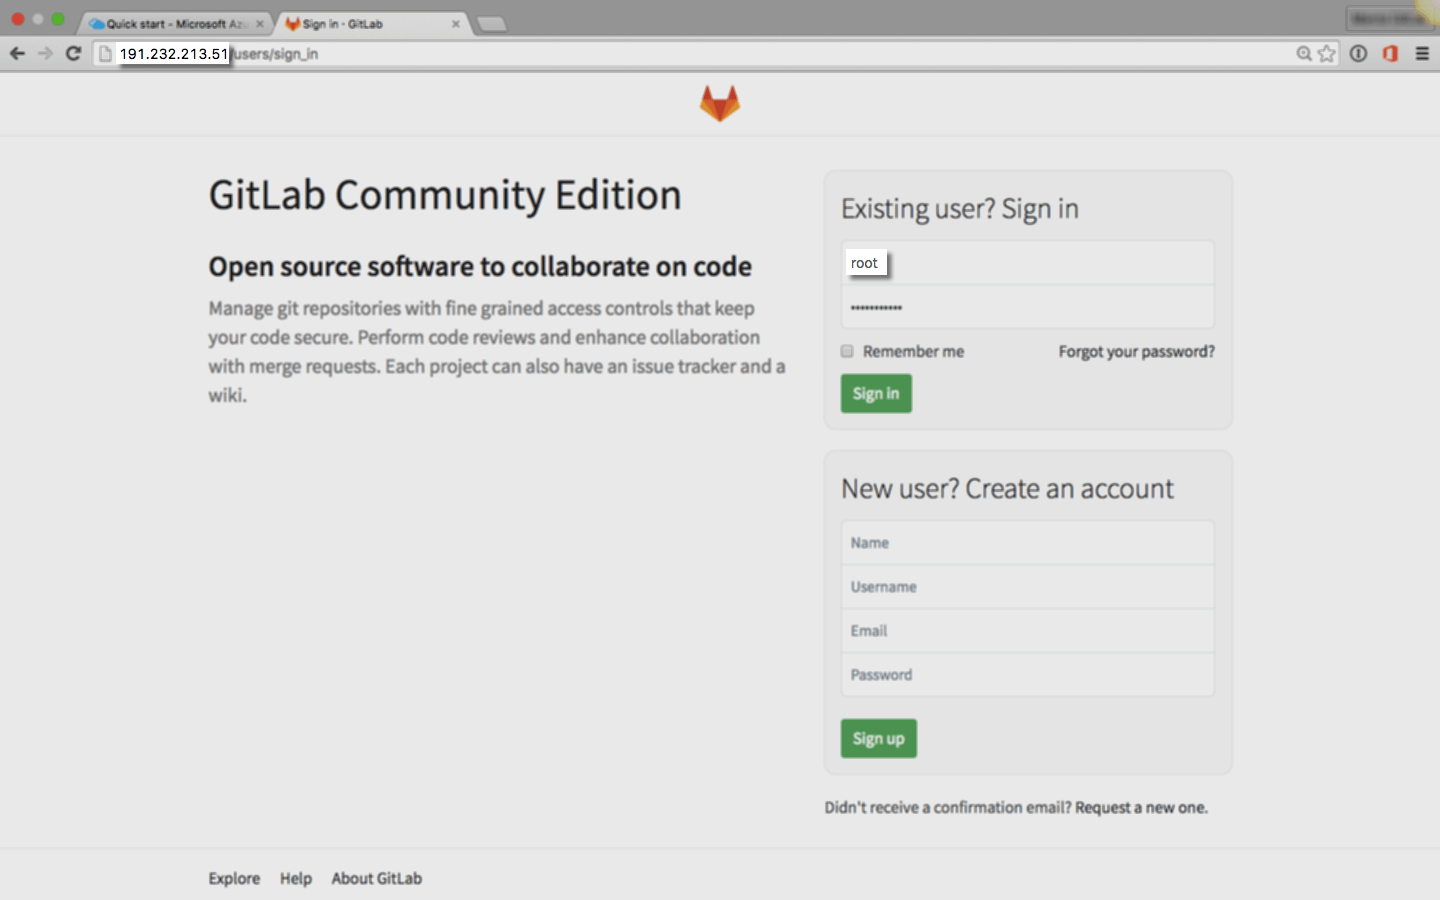 Quick start - Microsoft Azu
Sign in · GitLab
191.232.213.51/users/sign_in
GitLab Community Edition
Open source software to collaborate on code
Manage git repositories with fine grained access controls that keep
your code secure. Perform code reviews and enhance collaboration
with merge requests. Each project can also have an issue tracker and a
wiki.
Existing user? Sign in
root
•••••••••••
Remember me
Forgot your password?
Sign in
New user? Create an account
Name
Username
Email
Password
Sign up
Didn't receive a confirmation email? Request a new one.
Explore Help About GitLab